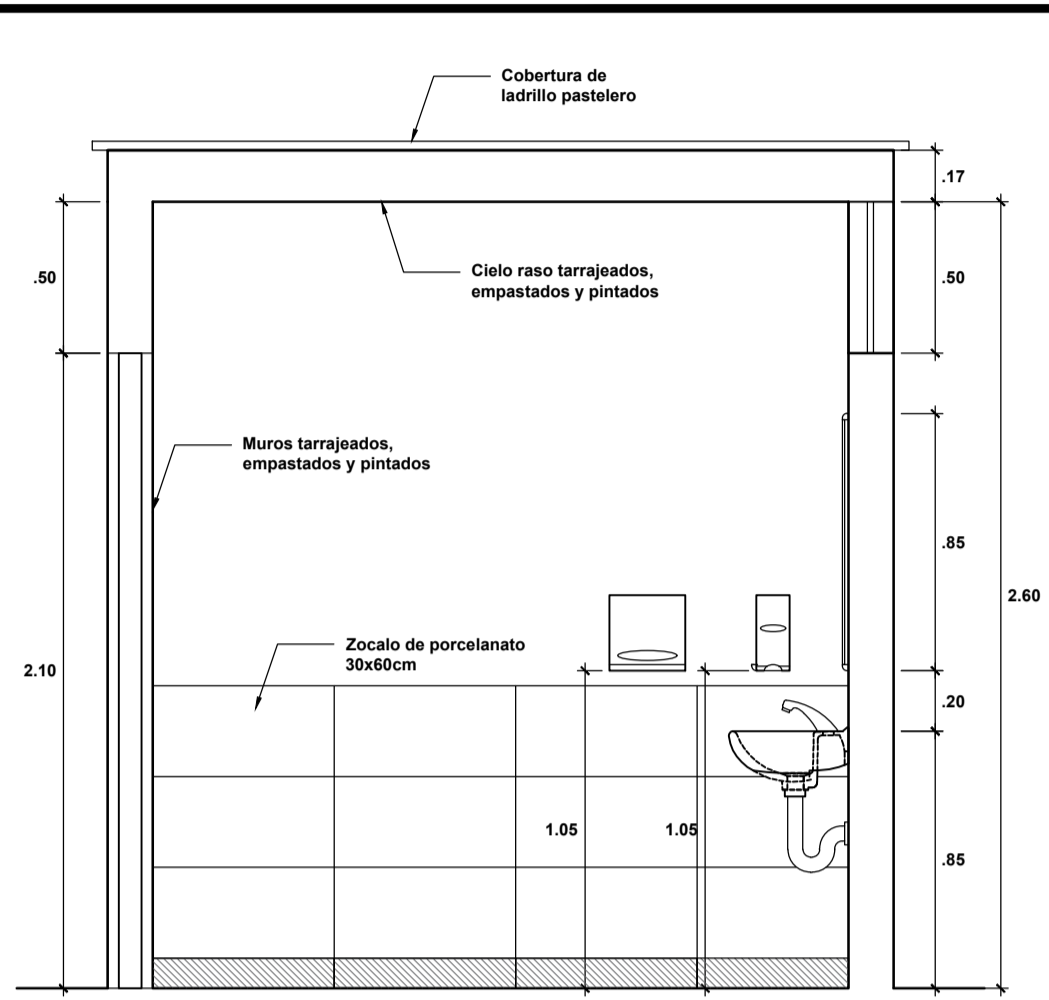 Cobertura de
ladrillo pastelero
.17
.50
Cielo raso tarrajeados,
empastados y pintados
.50
Muros tarrajeados,
empastados y pintados
.85
2.60
Zocalo de porcelanato
30x60cm
2.10
.20
1.05
1.05
.85